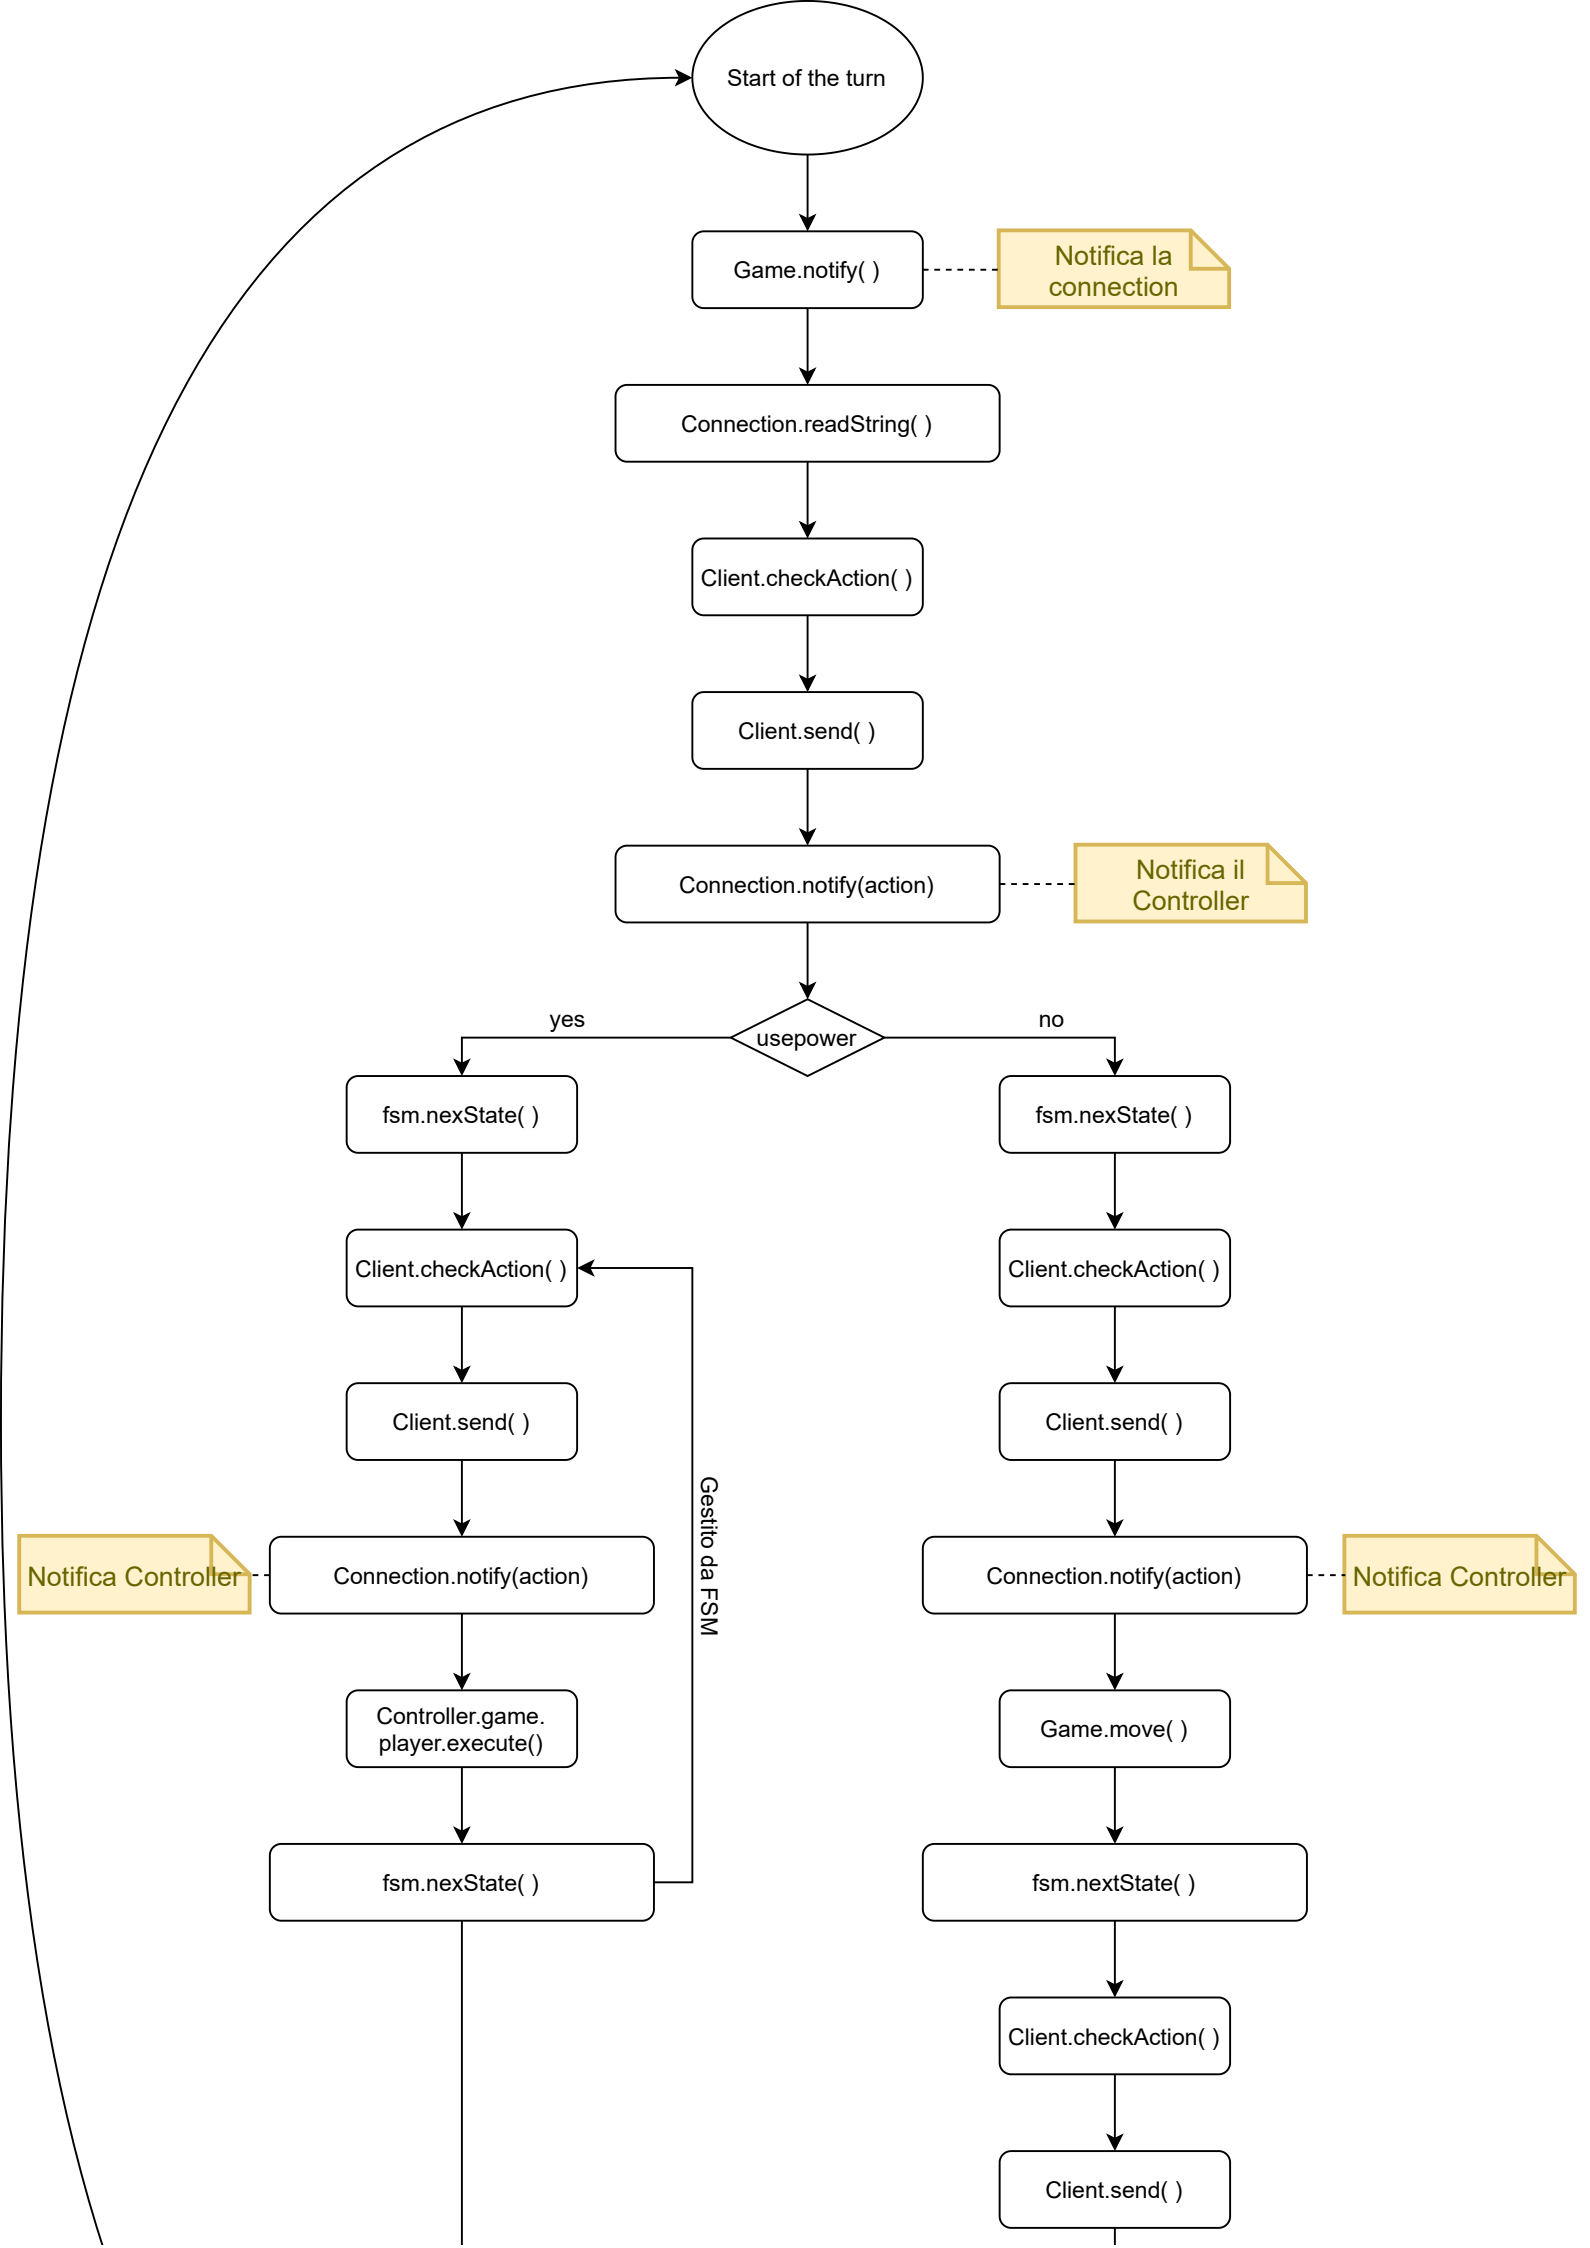 Start of the turn
Game.notify( )
Notifica la
connection
Connection.readString( )
Client.checkAction( )
Client.send( )
Connection.notify(action)
Notifica il
Controller
usepower
yes
no
fsm.nexState( )
fsm.nexState( )
Client.checkAction( )
Client.checkAction( )
Client.send( )
Client.send( )
Gestito da FSM
Notifica Controller
Connection.notify(action)
Connection.notify(action)
Notifica Controller
Controller.game.
player.execute()
Game.move( )
fsm.nexState( )
fsm.nextState( )
Client.checkAction( )
Client.send( )